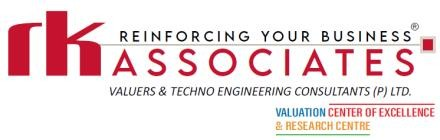 rk REINFORCING YOUR BUSINESS®
ASSOCIATES
VALUERS & TECHNO ENGINEERING CONSULTANTS (P) LTD.
VALUATION CENTER OF EXCELLENCE
& RESEARCH CENTRE